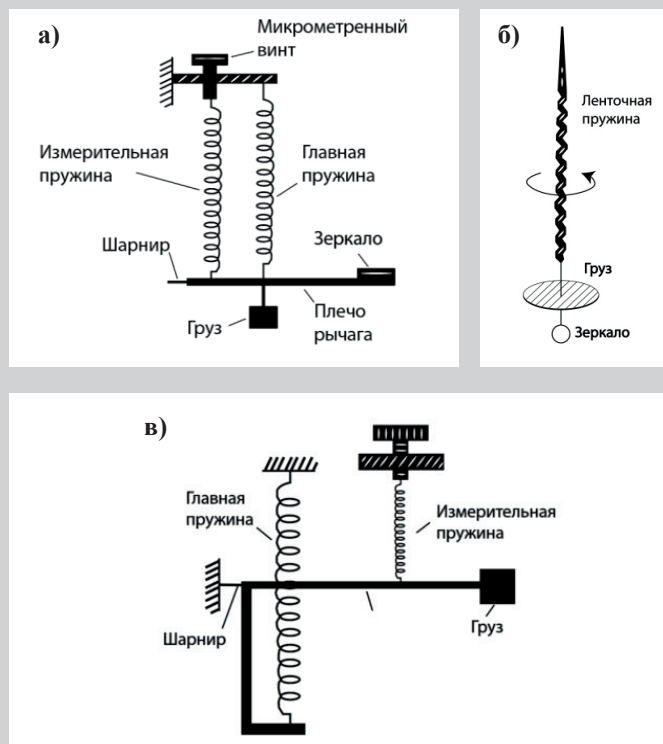 а)
Микрометренный
винт
Измерительная
пружина
Главная
пружина
Шарнир
Зеркало
Груз
Плечо
рычага
б)
Ленточная
пружина
Груз
Зеркало
в)
Главная
пружина
Измерительная
пружина
Шарнир
Груз